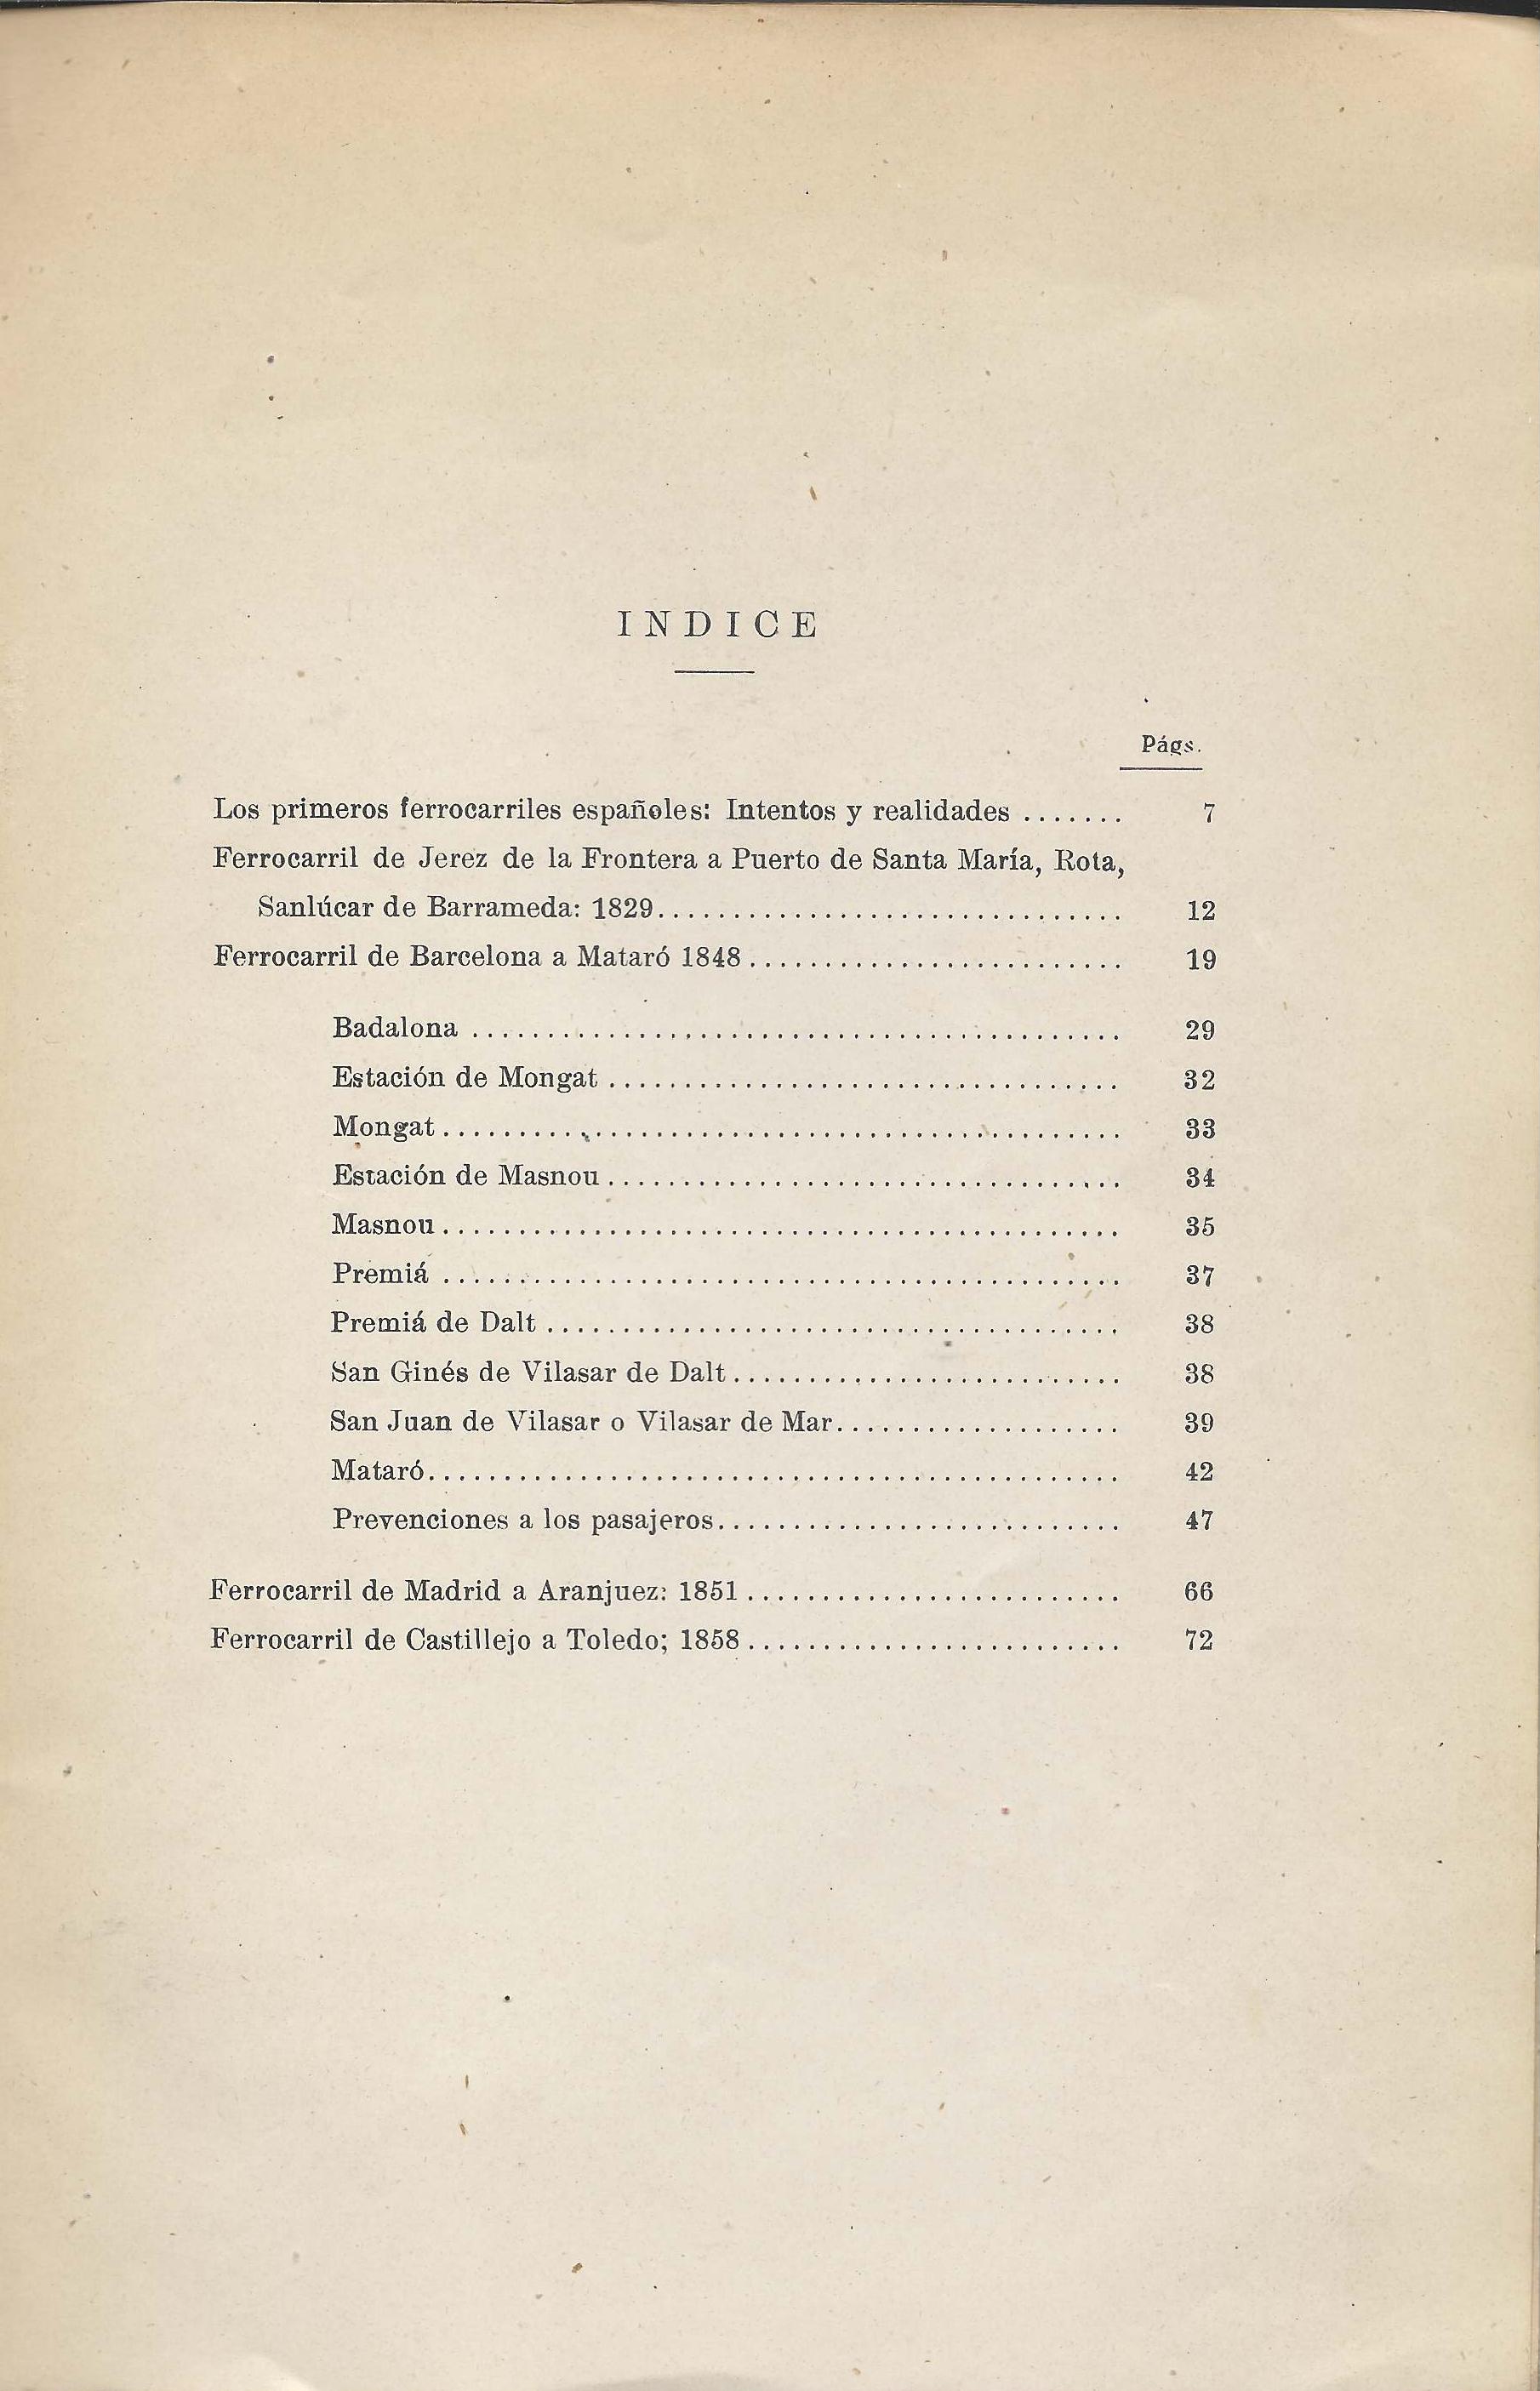 INDICE
Págs.
Los primeros ferrocarriles españoles: Intentos y realidades ....... 7
Ferrocarril de Jerez de la Frontera a Puerto de Santa María, Rota,
Sanlúcar de Barrameda: 1829............................... 12
Ferrocarril de Barcelona a Mataró 1848......................... 19
Badalona ........................................... 29
Estación de Mongat .................................. 32
Mongat............................................. 33
Estación de Masnou.................................. 34
Masnou............................................. 35
Premiá ............................................. 37
Premiá de Dalt ...................................... 38
San Ginés de Vilasar de Dalt.......................... 38
San Juan de Vilasar o Vilasar de Mar................... 39
Mataró.............................................. 42
Prevenciones a los pasajeros........................... 47
Ferrocarril de Madrid a Aranjuez: 1851......................... 66
Ferrocarril de Castillejo a Toledo; 1858......................... 72